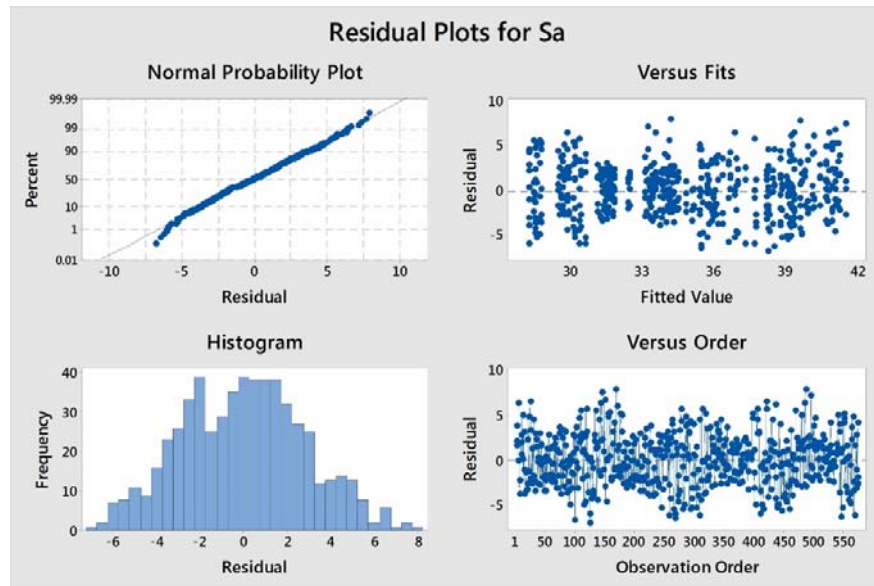 Residual Plots for Sa
Normal Probability Plot
99.99
99
90
50
10
1
0.01
Percent
-10 -5 0 5 10
Residual
Versus Fits
10
5
0
-5
Residual
30 33 36 39 42
Fitted Value
Histogram
40
30
20
10
0
Frequency
-6 -4 -2 0 2 4 6 8
Residual
Versus Order
10
5
0
-5
Residual
1 50 100 150 200 250 300 350 400 450 500 550
Observation Order